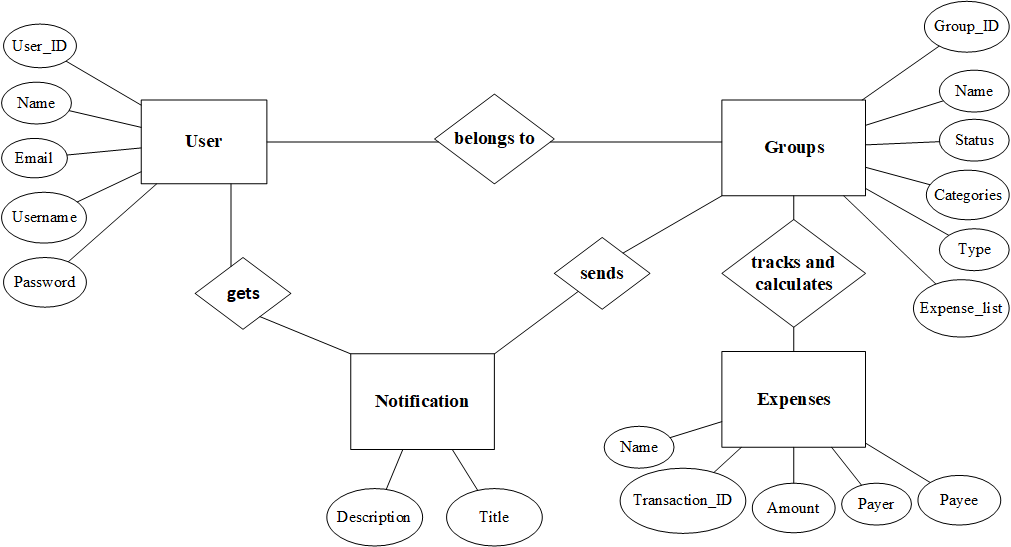 Group_ID
User_ID
Name
Name
User
belongs to
Groups
Status
Email
Categories
Username
Type
Password
gets
sends
tracks and
calculates
Expense_list
Notification
Expenses
Name
Transaction_ID
Amount
Payer
Payee
Description
Title